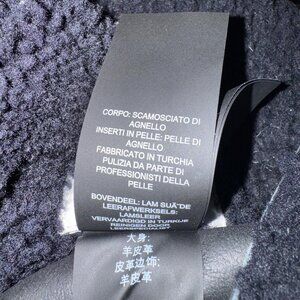 CORPO: SCAMOSCIATO DI
AGNELLO
INSERTI IN PELLE: PELLE DI
AGNELLO
FABBRICATO IN TURCHIA
PULIZIA DA PARTE DI
PROFESSIONISTI DELLA
PELLE
BOVENDEEL: LAM SUÃ¨DE
LEERAFWERKSELS:
LAMSLEER
VERVAARDIGD IN TURKIJE
REINIGEN DOOR
大身:
羊皮革
皮革边饰:
羊皮革